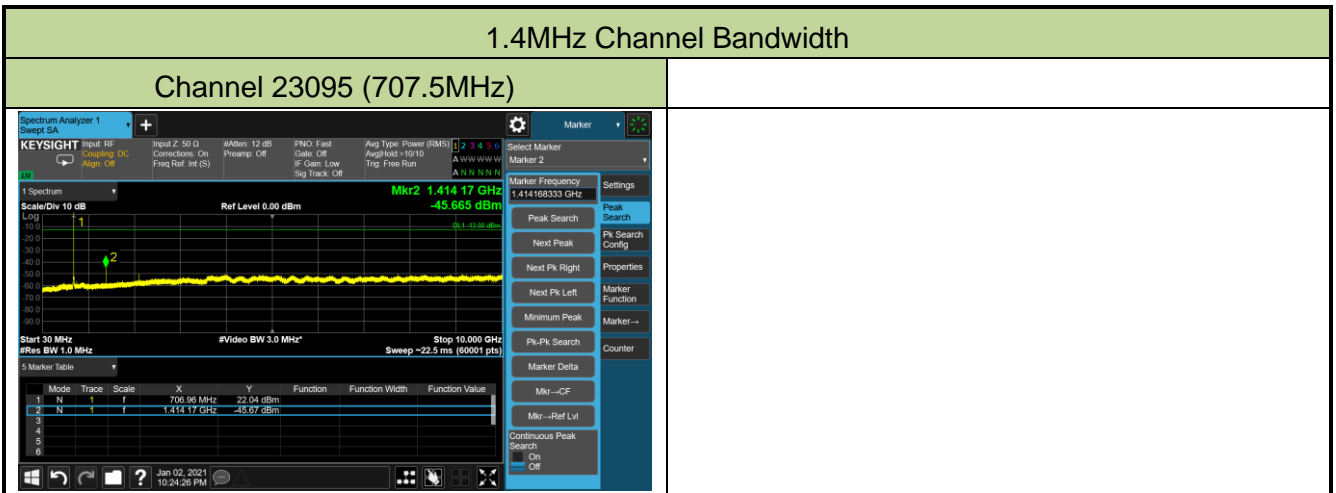 1.4MHz Channel Bandwidth
Channel 23095 (707.5MHz)
Spectrum Analyzer 1
Swept SA
+
Marker
KEYSIGHT
Input: RF
Coupling: DC
Align: Off
Input Z: 50 Ω
Corrections: On
Freq Ref: Int (S)
#Atten: 12 dB
Preamp: Off
PNO: Fast
Gate: Off
IF Gain: Low
Sig Track: Off
Avg Type: Power (RMS)
Avg|Hold:>10/10
Trig: Free Run
1 2 3 4 5 6
A W W W W W
A N N N N N
LXI
1 Spectrum
Scale/Div 10 dB
Ref Level 0.00 dBm
Mkr2 1.414 17 GHz
-45.665 dBm
Log
-10.0
-20.0
-30.0
-40.0
-50.0
-60.0
-70.0
-80.0
-90.0
1
2
DL1 -13.00 dBm
Start 30 MHz
#Res BW 1.0 MHz
#Video BW 3.0 MHz*
Stop 10.000 GHz
Sweep ~22.5 ms (60001 pts)
5 Marker Table
Mode Trace Scale X Y Function Function Width Function Value
1 N 1 f 706.96 MHz 22.04 dBm
2 N 1 f 1.414 17 GHz -45.67 dBm
3
4
5
6
Select Marker
Marker 2
Marker Frequency
1.414168333 GHz
Peak Search
Next Peak
Next Pk Right
Next Pk Left
Minimum Peak
Pk-Pk Search
Marker Delta
Mkr→CF
Mkr→Ref Lvl
Continuous Peak
Search
On
Off
Settings
Peak
Search
Pk Search
Config
Properties
Marker
Function
Marker→
Counter
?
Jan 02, 2021
10:24:26 PM